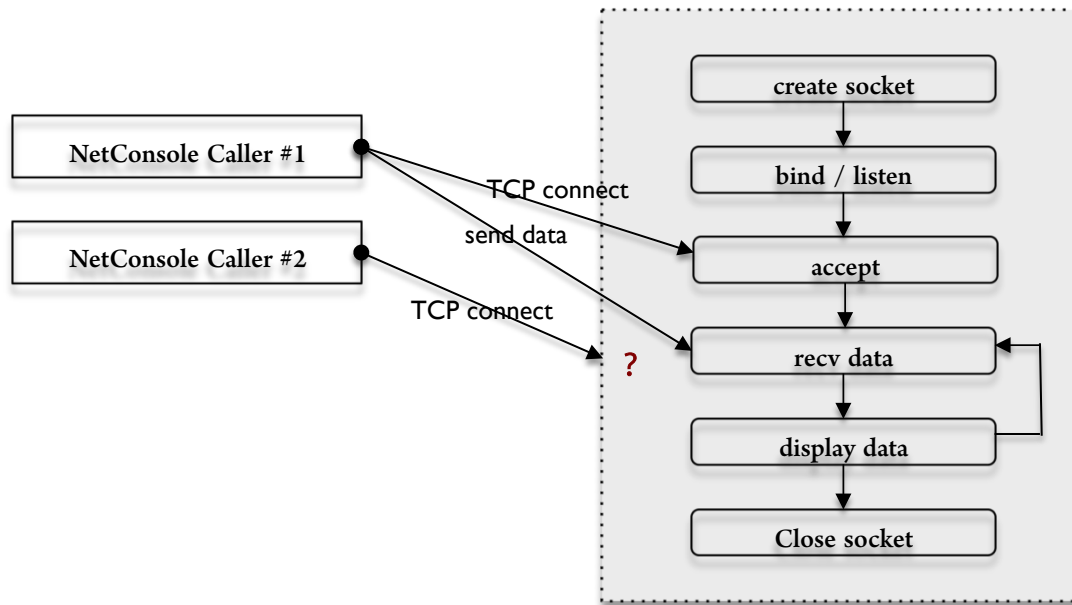 create socket
NetConsole Caller #1
bind / listen
TCP connect
send data
NetConsole Caller #2
accept
TCP connect
?
recv data
display data
Close socket